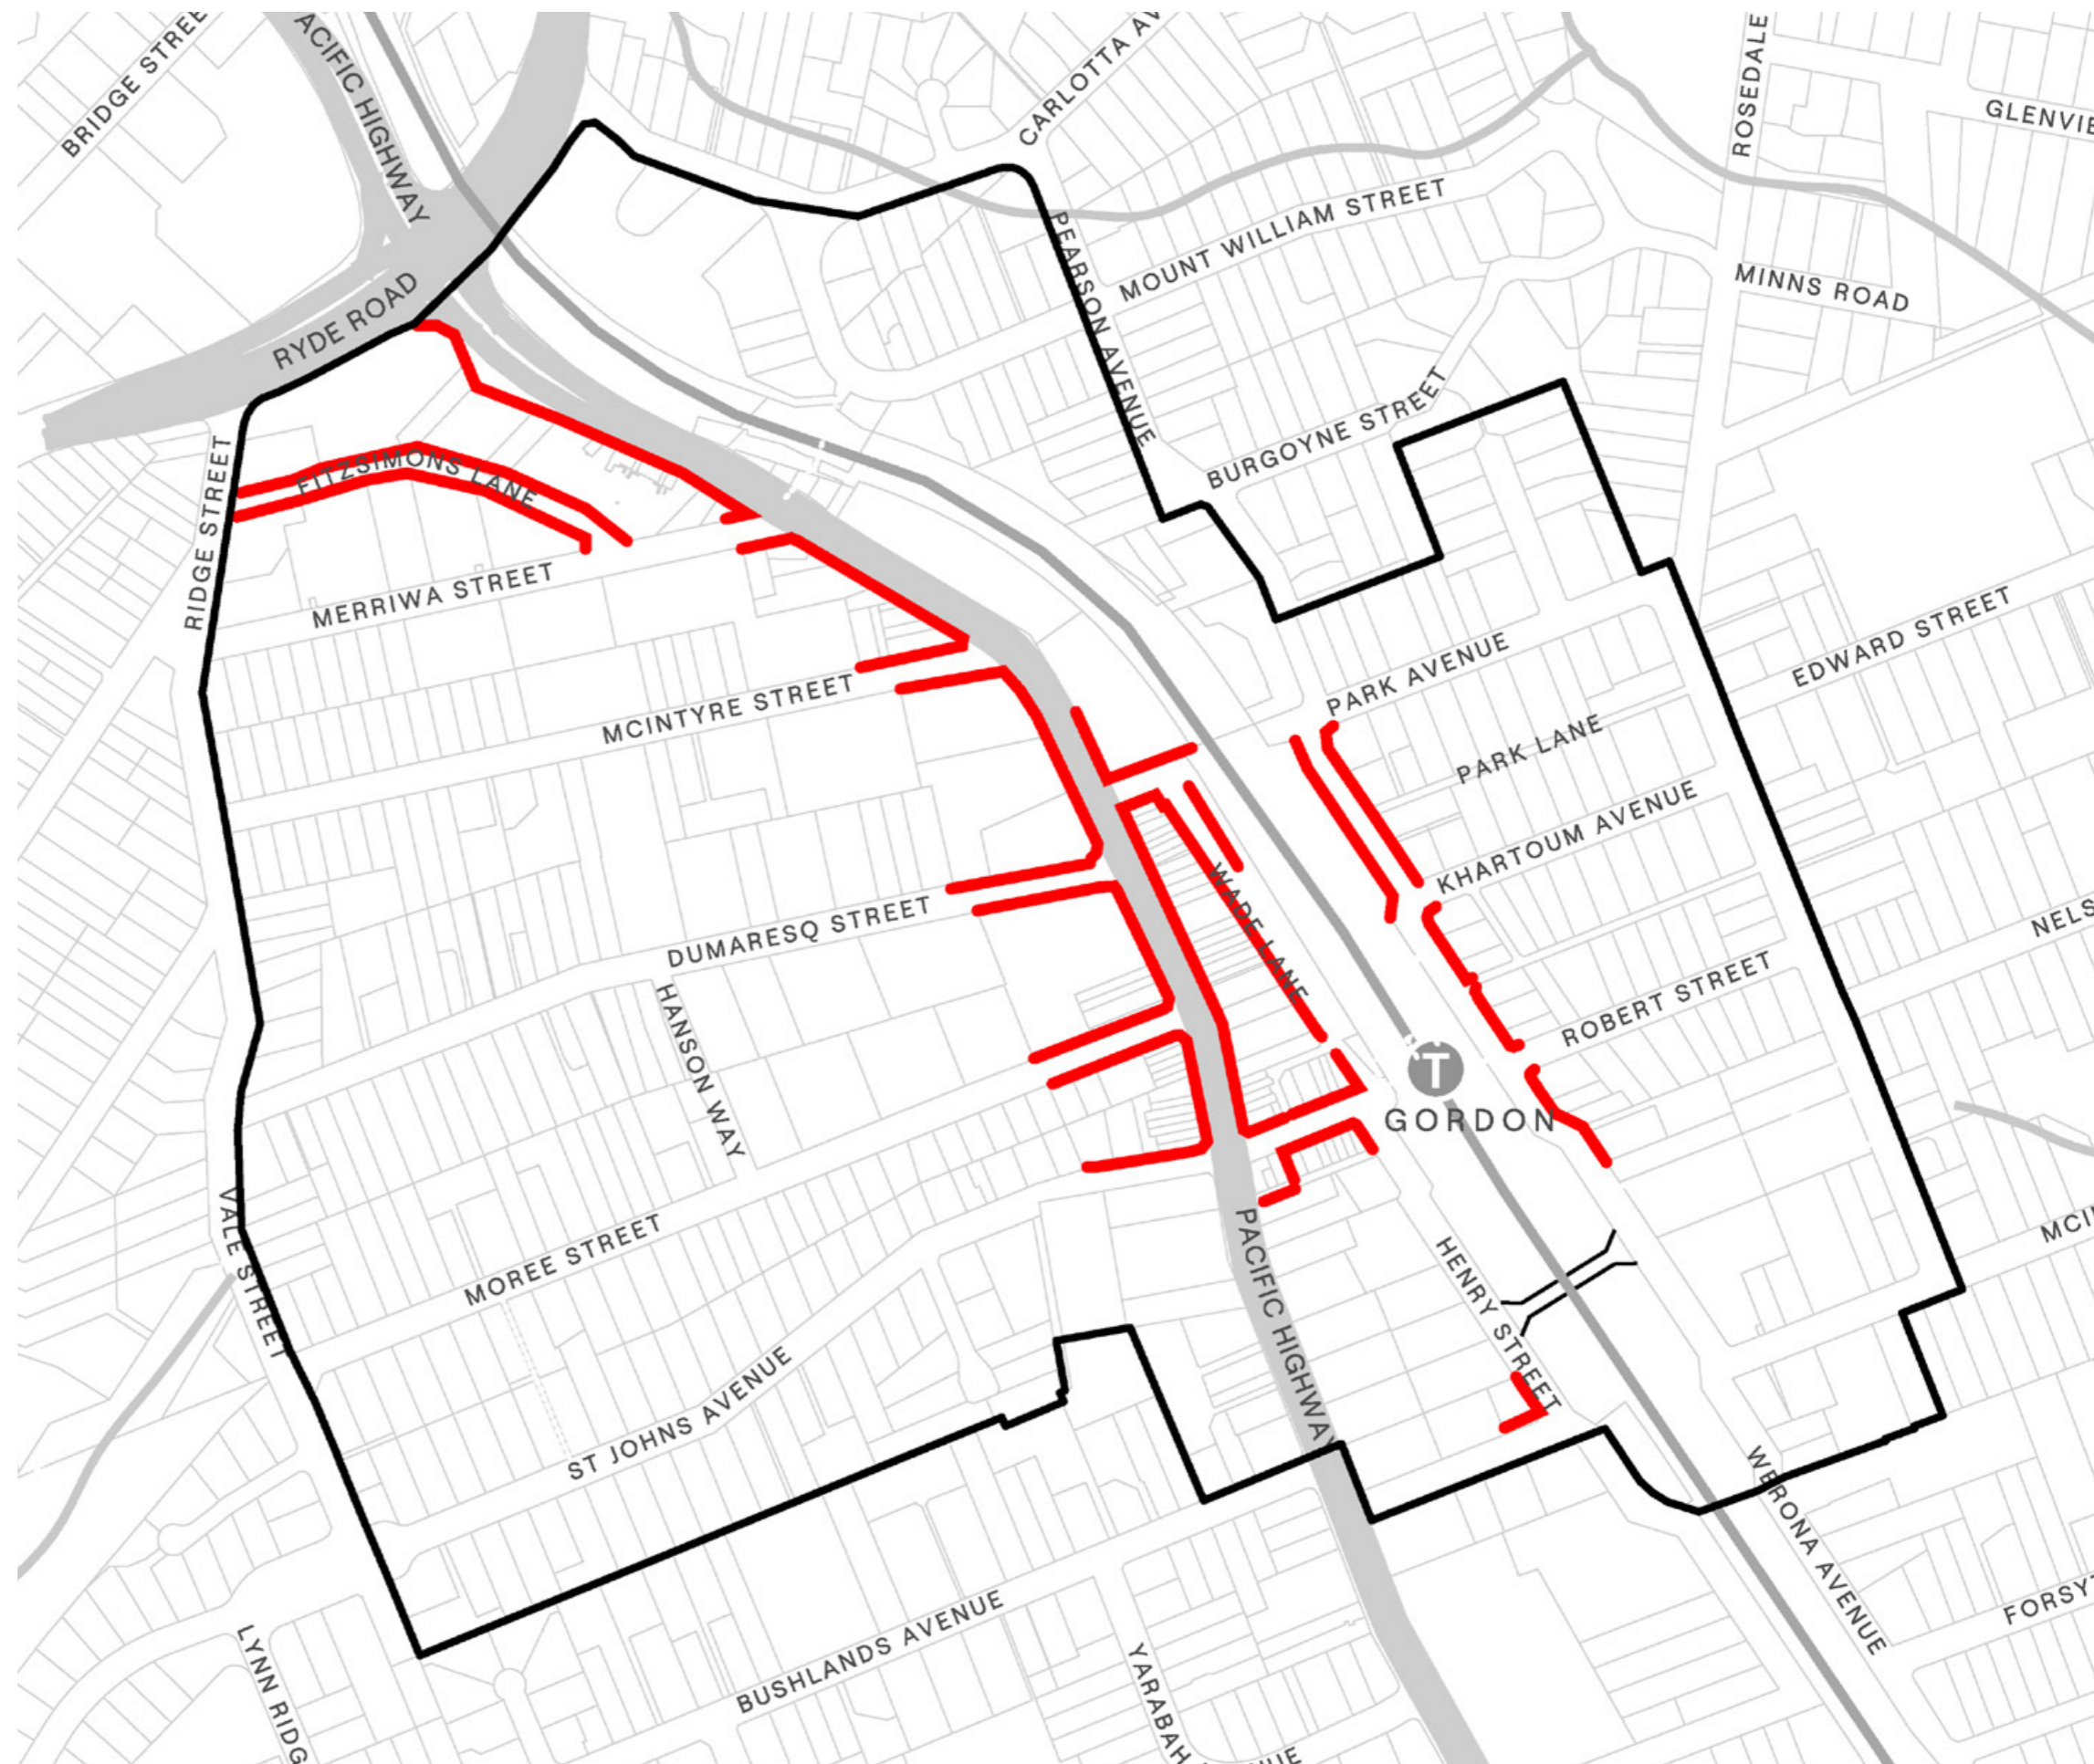 BRIDGE STREE
ACIFIC HIGHWAY
CARLOTTA AV
ROSEDALE
GLENVIE
RYDE ROAD
PEARSON AVENUE
MOUNT WILLIAM STREET
MINNS ROAD
BURGOYNE STREET
RIDGE STREET
FITZSIMONS LANE
MERRIWA STREET
MCINTYRE STREET
PARK AVENUE
EDWARD STREET
PARK LANE
KHARTOUM AVENUE
WADE LANE
DUMARESQ STREET
NELS
ROBERT STREET
HANSON WAY
T
GORDON
VALE STREET
MOREE STREET
PACIFIC HIGHWAY
HENRY STREET
MCI
ST JOHNS AVENUE
WERONA AVENUE
BUSHLANDS AVENUE
FORSY
LYNN RIDG
YARABAH
NUE